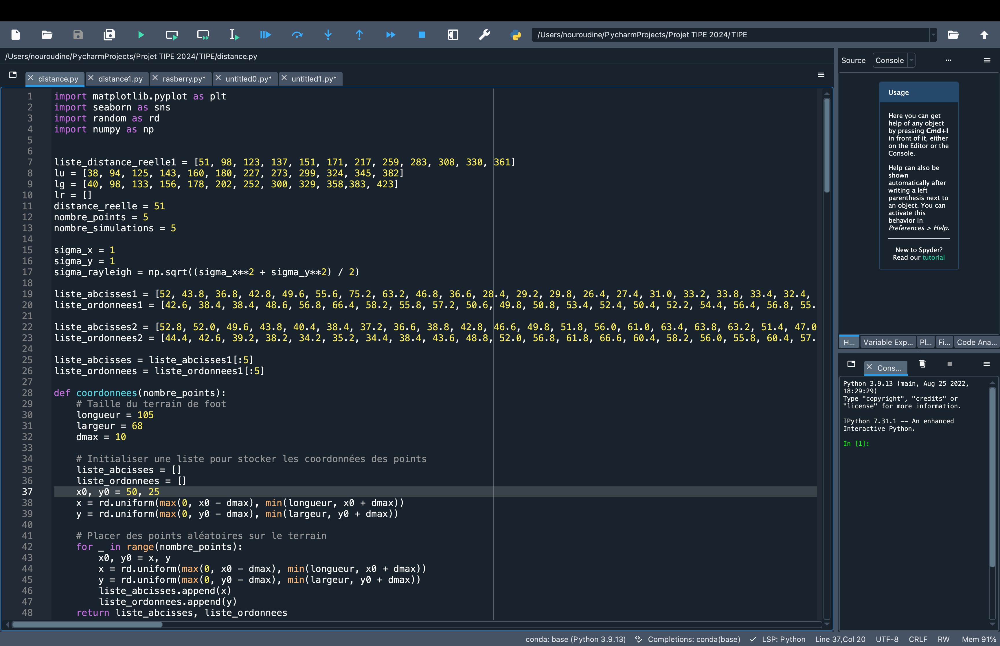 /Users/nouroudine/PycharmProjects/Projet TIPE 2024/TIPE
/Users/nouroudine/PycharmProjects/Projet TIPE 2024/TIPE/distance.py
distance.py
distance1.py
rasberry.py*
untitled0.py*
untitled1.py*
1 import matplotlib.pyplot as plt
2 import seaborn as sns
3 import random as rd
4 import numpy as np
5
6
7 liste_distance_reelle1 = [51, 98, 123, 137, 151, 171, 217, 259, 283, 308, 330, 361]
8 lu = [38, 94, 125, 143, 160, 180, 227, 273, 299, 324, 345, 382]
9 lg = [40, 98, 133, 156, 178, 202, 252, 300, 329, 358,383, 423]
10 lr = []
11 distance_reelle = 51
12 nombre_points = 5
13 nombre_simulations = 5
14
15 sigma_x = 1
16 sigma_y = 1
17 sigma_rayleigh = np.sqrt((sigma_x**2 + sigma_y**2) / 2)
18
19 liste_abcisses1 = [52, 43.8, 36.8, 42.8, 49.6, 55.6, 75.2, 63.2, 46.8, 36.6, 28.4, 29.2, 29.8, 26.4, 27.4, 31.0, 33.2, 33.8, 33.4, 32.4,
20 liste_ordonnees1 = [42.6, 38.4, 38.4, 48.6, 56.8, 66.4, 58.2, 55.8, 57.2, 50.6, 49.8, 50.8, 53.4, 52.4, 50.4, 52.2, 54.4, 56.4, 56.8, 55.
21
22 liste_abcisses2 = [52.8, 52.0, 49.6, 43.8, 40.4, 38.4, 37.2, 36.6, 38.8, 42.8, 46.6, 49.8, 51.8, 56.0, 61.0, 63.4, 63.8, 63.2, 51.4, 47.0
23 liste_ordonnees2 = [44.4, 42.6, 39.2, 38.2, 34.2, 35.2, 34.4, 38.4, 43.6, 48.8, 52.0, 56.8, 61.8, 66.6, 60.4, 58.2, 56.0, 55.8, 60.4, 57.
24
25 liste_abcisses = liste_abcisses1[:5]
26 liste_ordonnees = liste_ordonnees1[:5]
27
28 def coordonnees(nombre_points):
29     # Taille du terrain de foot
30     longueur = 105
31     largeur = 68
32     dmax = 10
33
34     # Initialiser une liste pour stocker les coordonnées des points
35     liste_abcisses = []
36     liste_ordonnees = []
37     x0, y0 = 50, 25
38     x = rd.uniform(max(0, x0 - dmax), min(longueur, x0 + dmax))
39     y = rd.uniform(max(0, y0 - dmax), min(largeur, y0 + dmax))
40
41     # Placer des points aléatoires sur le terrain
42     for _ in range(nombre_points):
43         x0, y0 = x, y
44         x = rd.uniform(max(0, x0 - dmax), min(longueur, x0 + dmax))
45         y = rd.uniform(max(0, y0 - dmax), min(largeur, y0 + dmax))
46         liste_abcisses.append(x)
47         liste_ordonnees.append(y)
48     return liste_abcisses, liste_ordonnees
Source
Console
Usage
Here you can get
help of any object
by pressing Cmd+I
in front of it, either
on the Editor or the
Console.
Help can also be
shown
automatically after
writing a left
parenthesis next to
an object. You can
activate this
behavior in
Preferences > Help.
New to Spyder?
Read our tutorial
H...
Variable Exp...
Pl...
Fi...
Code Ana...
Cons...
Python 3.9.13 (main, Aug 25 2022,
18:29:29)
Type "copyright", "credits" or
"license" for more information.
IPython 7.31.1 -- An enhanced
Interactive Python.
In [1]:
conda: base (Python 3.9.13)
Completions: conda(base)
LSP: Python
Line 37,Col 20
UTF-8
CRLF
RW
Mem 91%